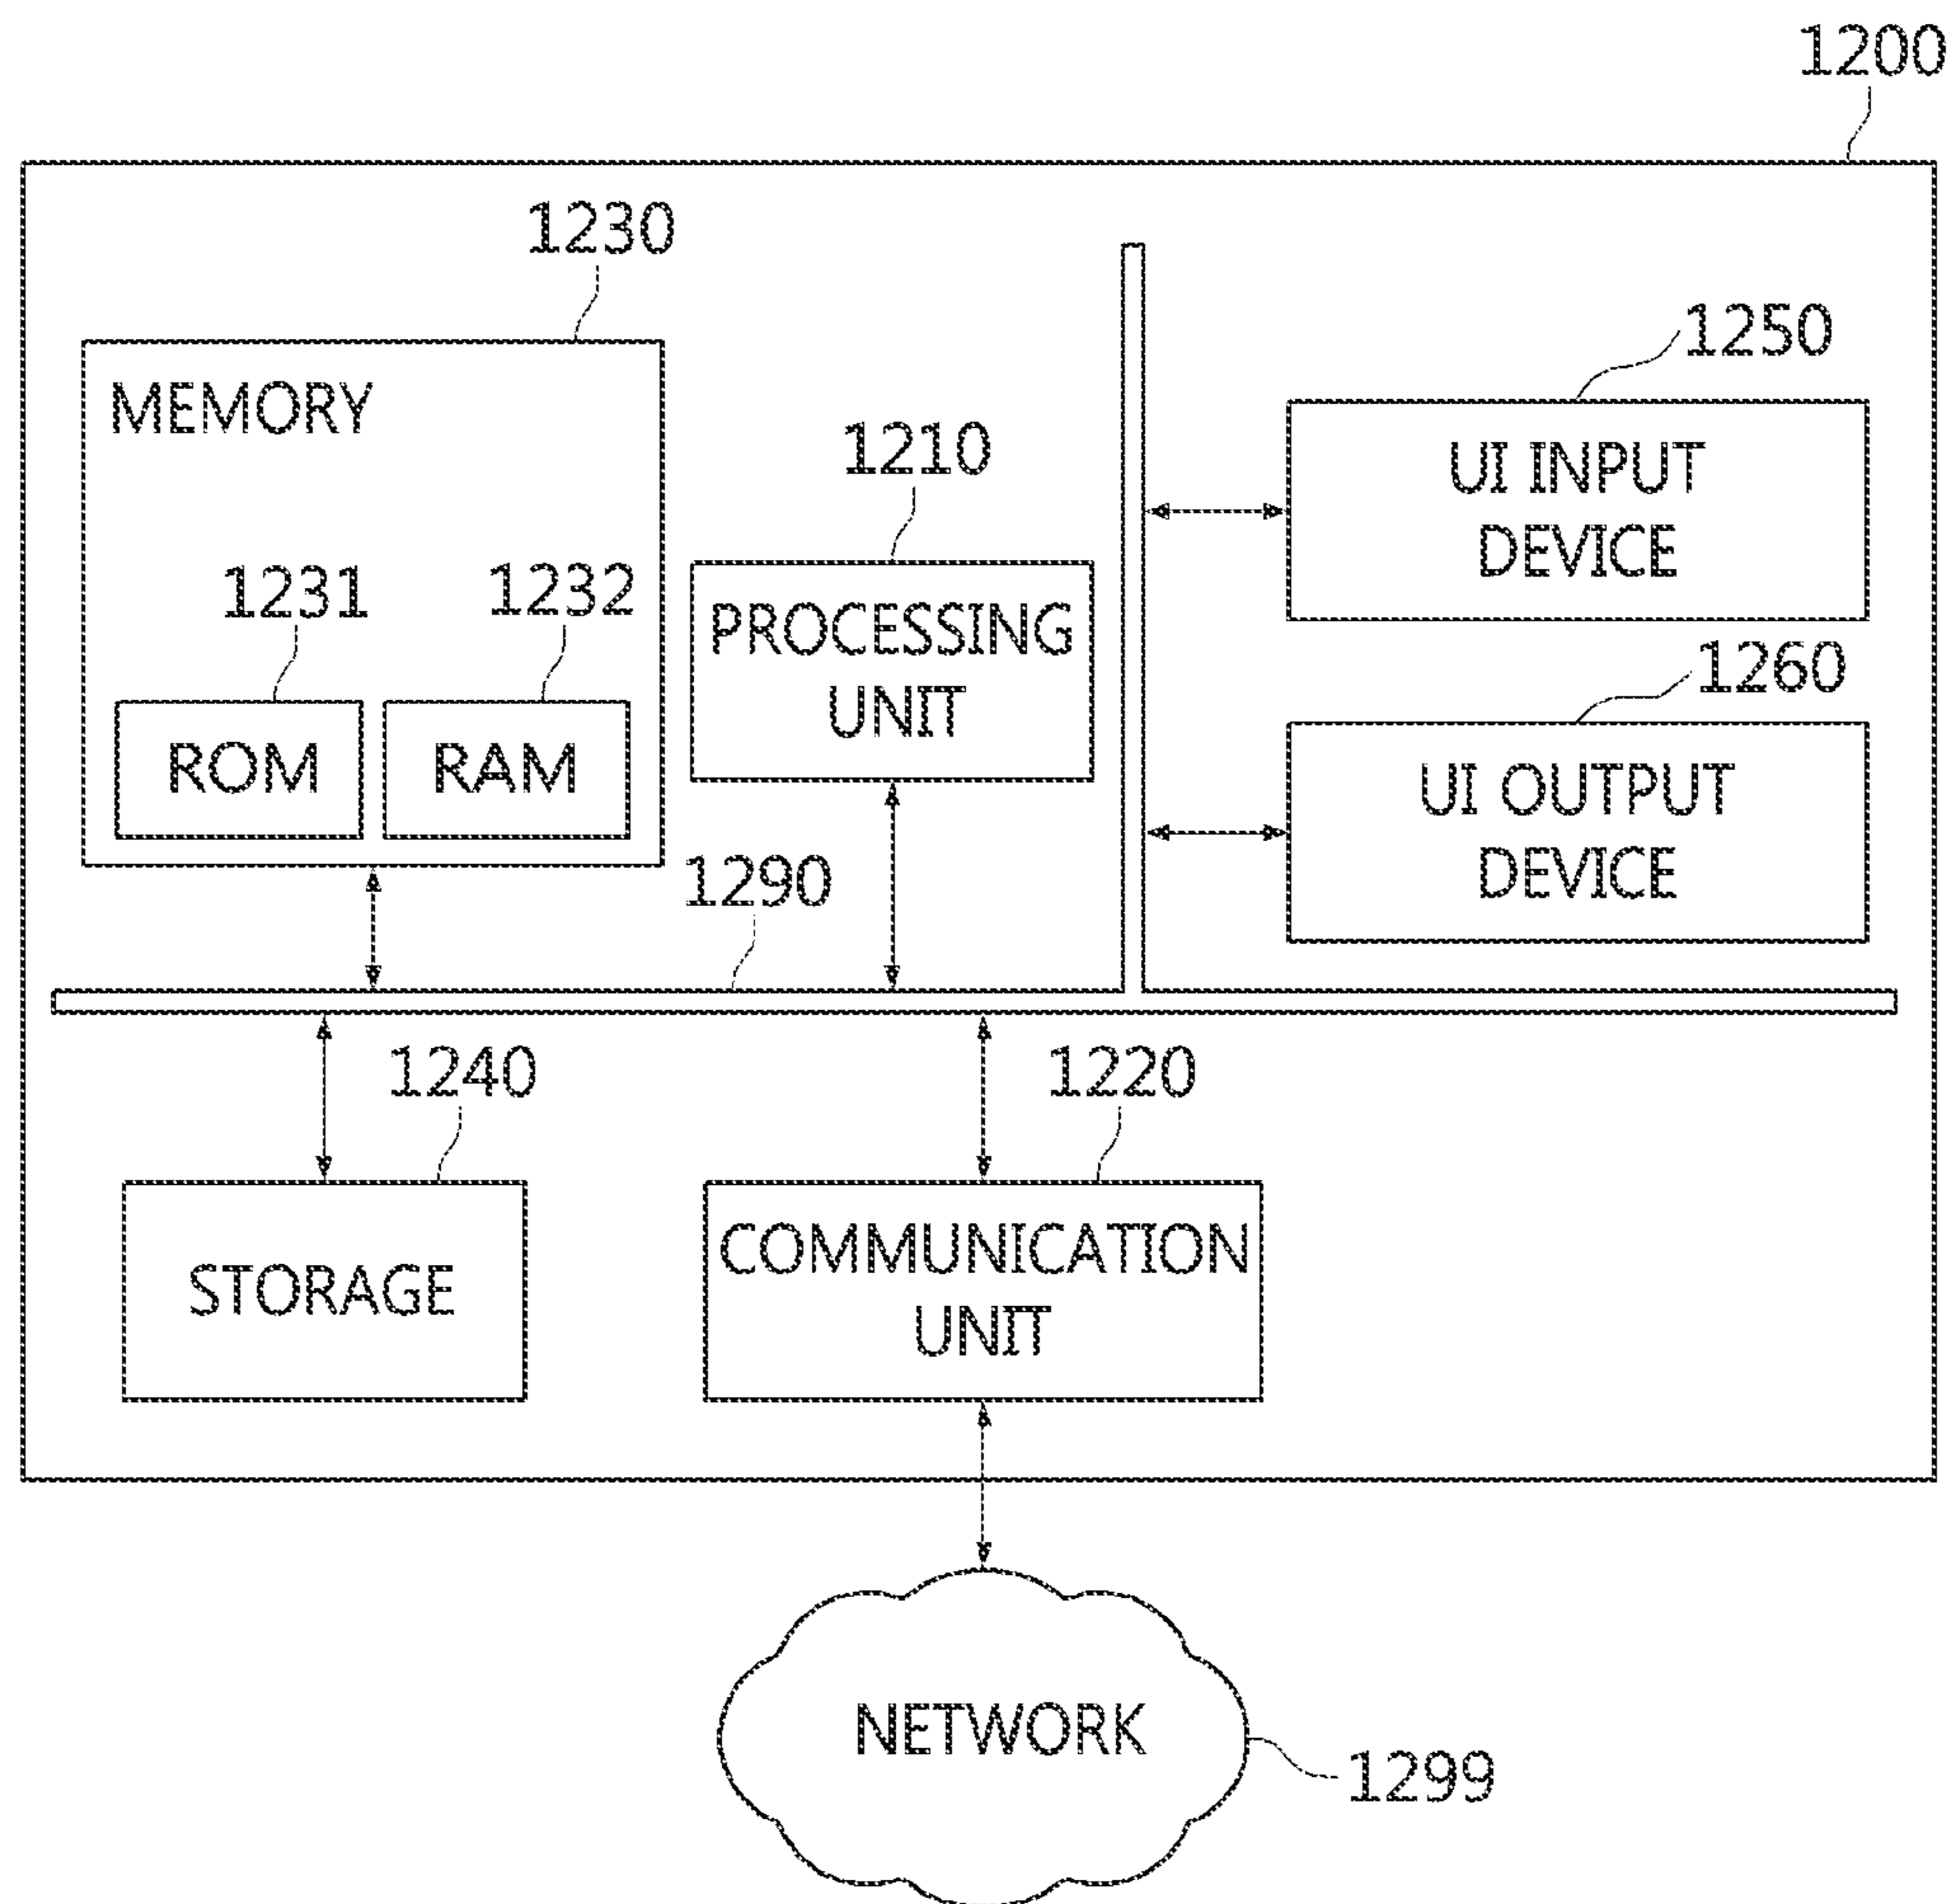 1200
1230
MEMORY
1250
UI INPUT
DEVICE
1210
PROCESSING
UNIT
1231
1232
ROM
RAM
1260
UI OUTPUT
DEVICE
1290
1240
STORAGE
1220
COMMUNICATION
UNIT
NETWORK
1299